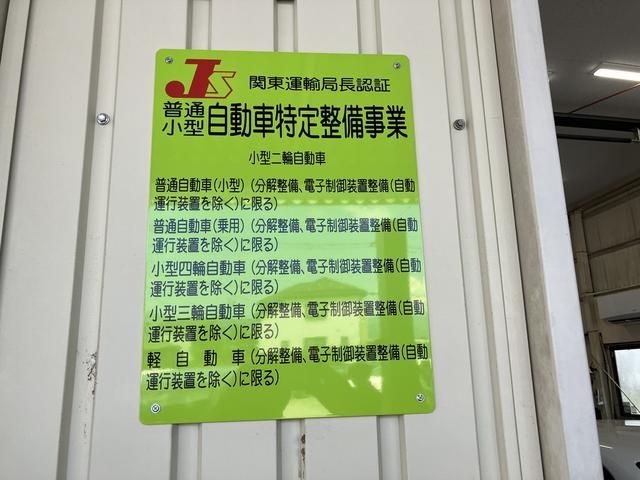 JS 関東運輸局長認証
普通小型 自動車特定整備事業
小型二輪自動車
普通自動車(小型)(分解整備、電子制御装置整備(自動
運行装置を除く)に限る)
普通自動車(乗用)(分解整備、電子制御装置整備(自動
運行装置を除く)に限る)
小型四輪自動車(分解整備、電子制御装置整備(自動
運行装置を除く)に限る)
小型三輪自動車(分解整備、電子制御装置整備(自動
運行装置を除く)に限る)
軽自動車(分解整備、電子制御装置整備(自動
運行装置を除く)に限る)